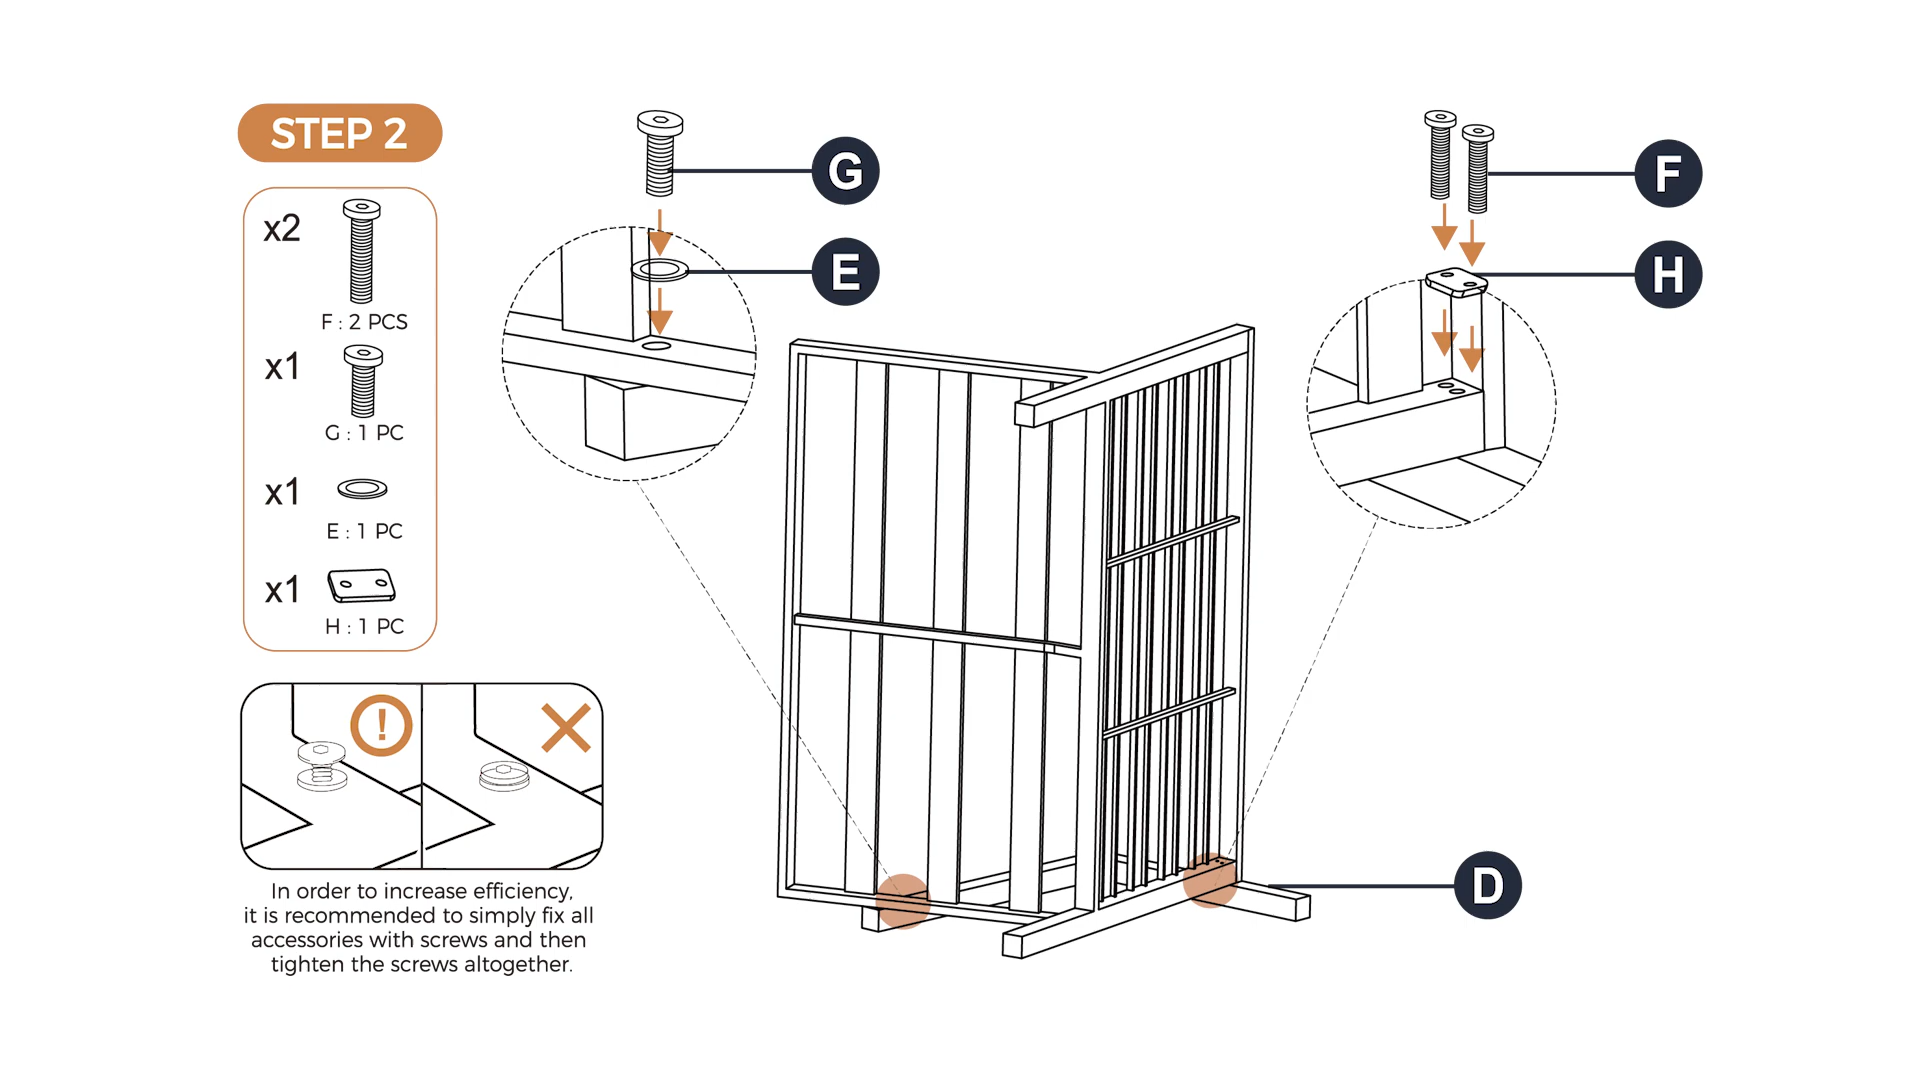 STEP 2
x2
F : 2 PCS
x1
G : 1 PC
x1
E : 1 PC
x1
H : 1 PC
!
In order to increase efficiency,
it is recommended to simply fix all
accessories with screws and then
tighten the screws altogether.
G
E
F
H
D